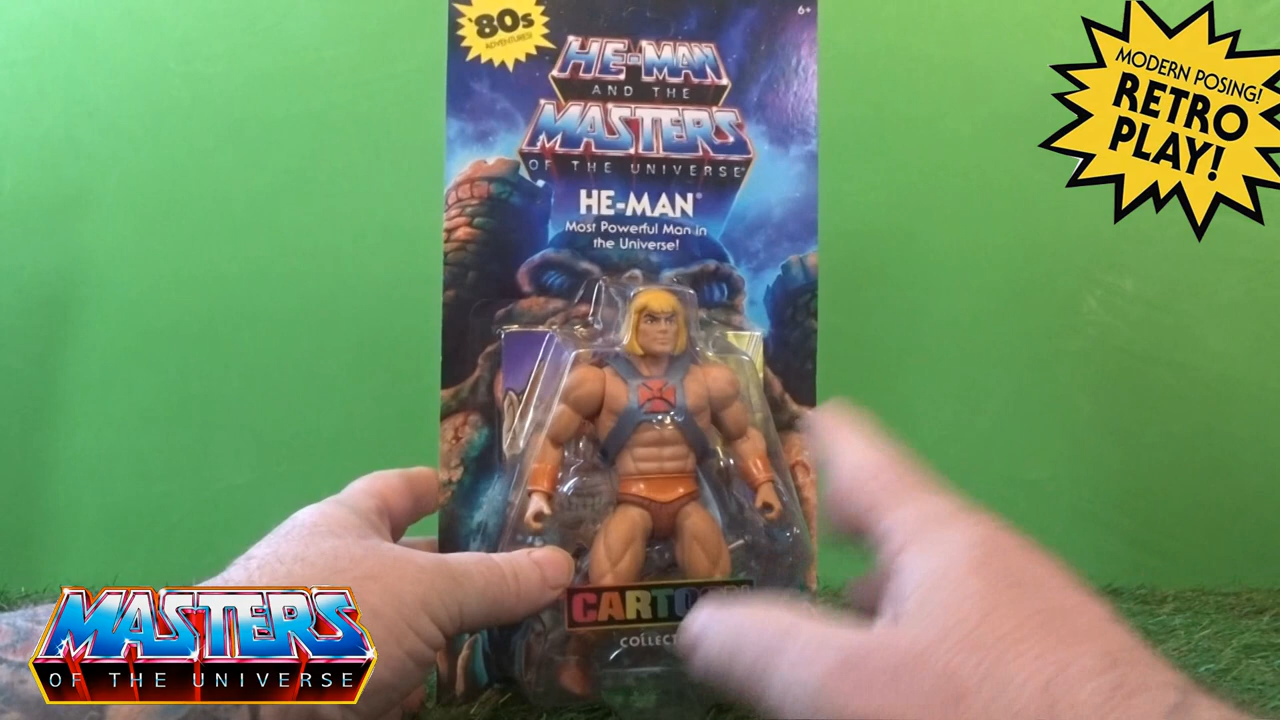 '80s
ADVENTURES!
6+
HE-MAN
AND THE
MASTERS
OF THE UNIVERSE
HE-MAN®
Most Powerful Man in
the Universe!
MODERN POSING!
RETRO
PLAY!
MASTERS
OF THE UNIVERSE